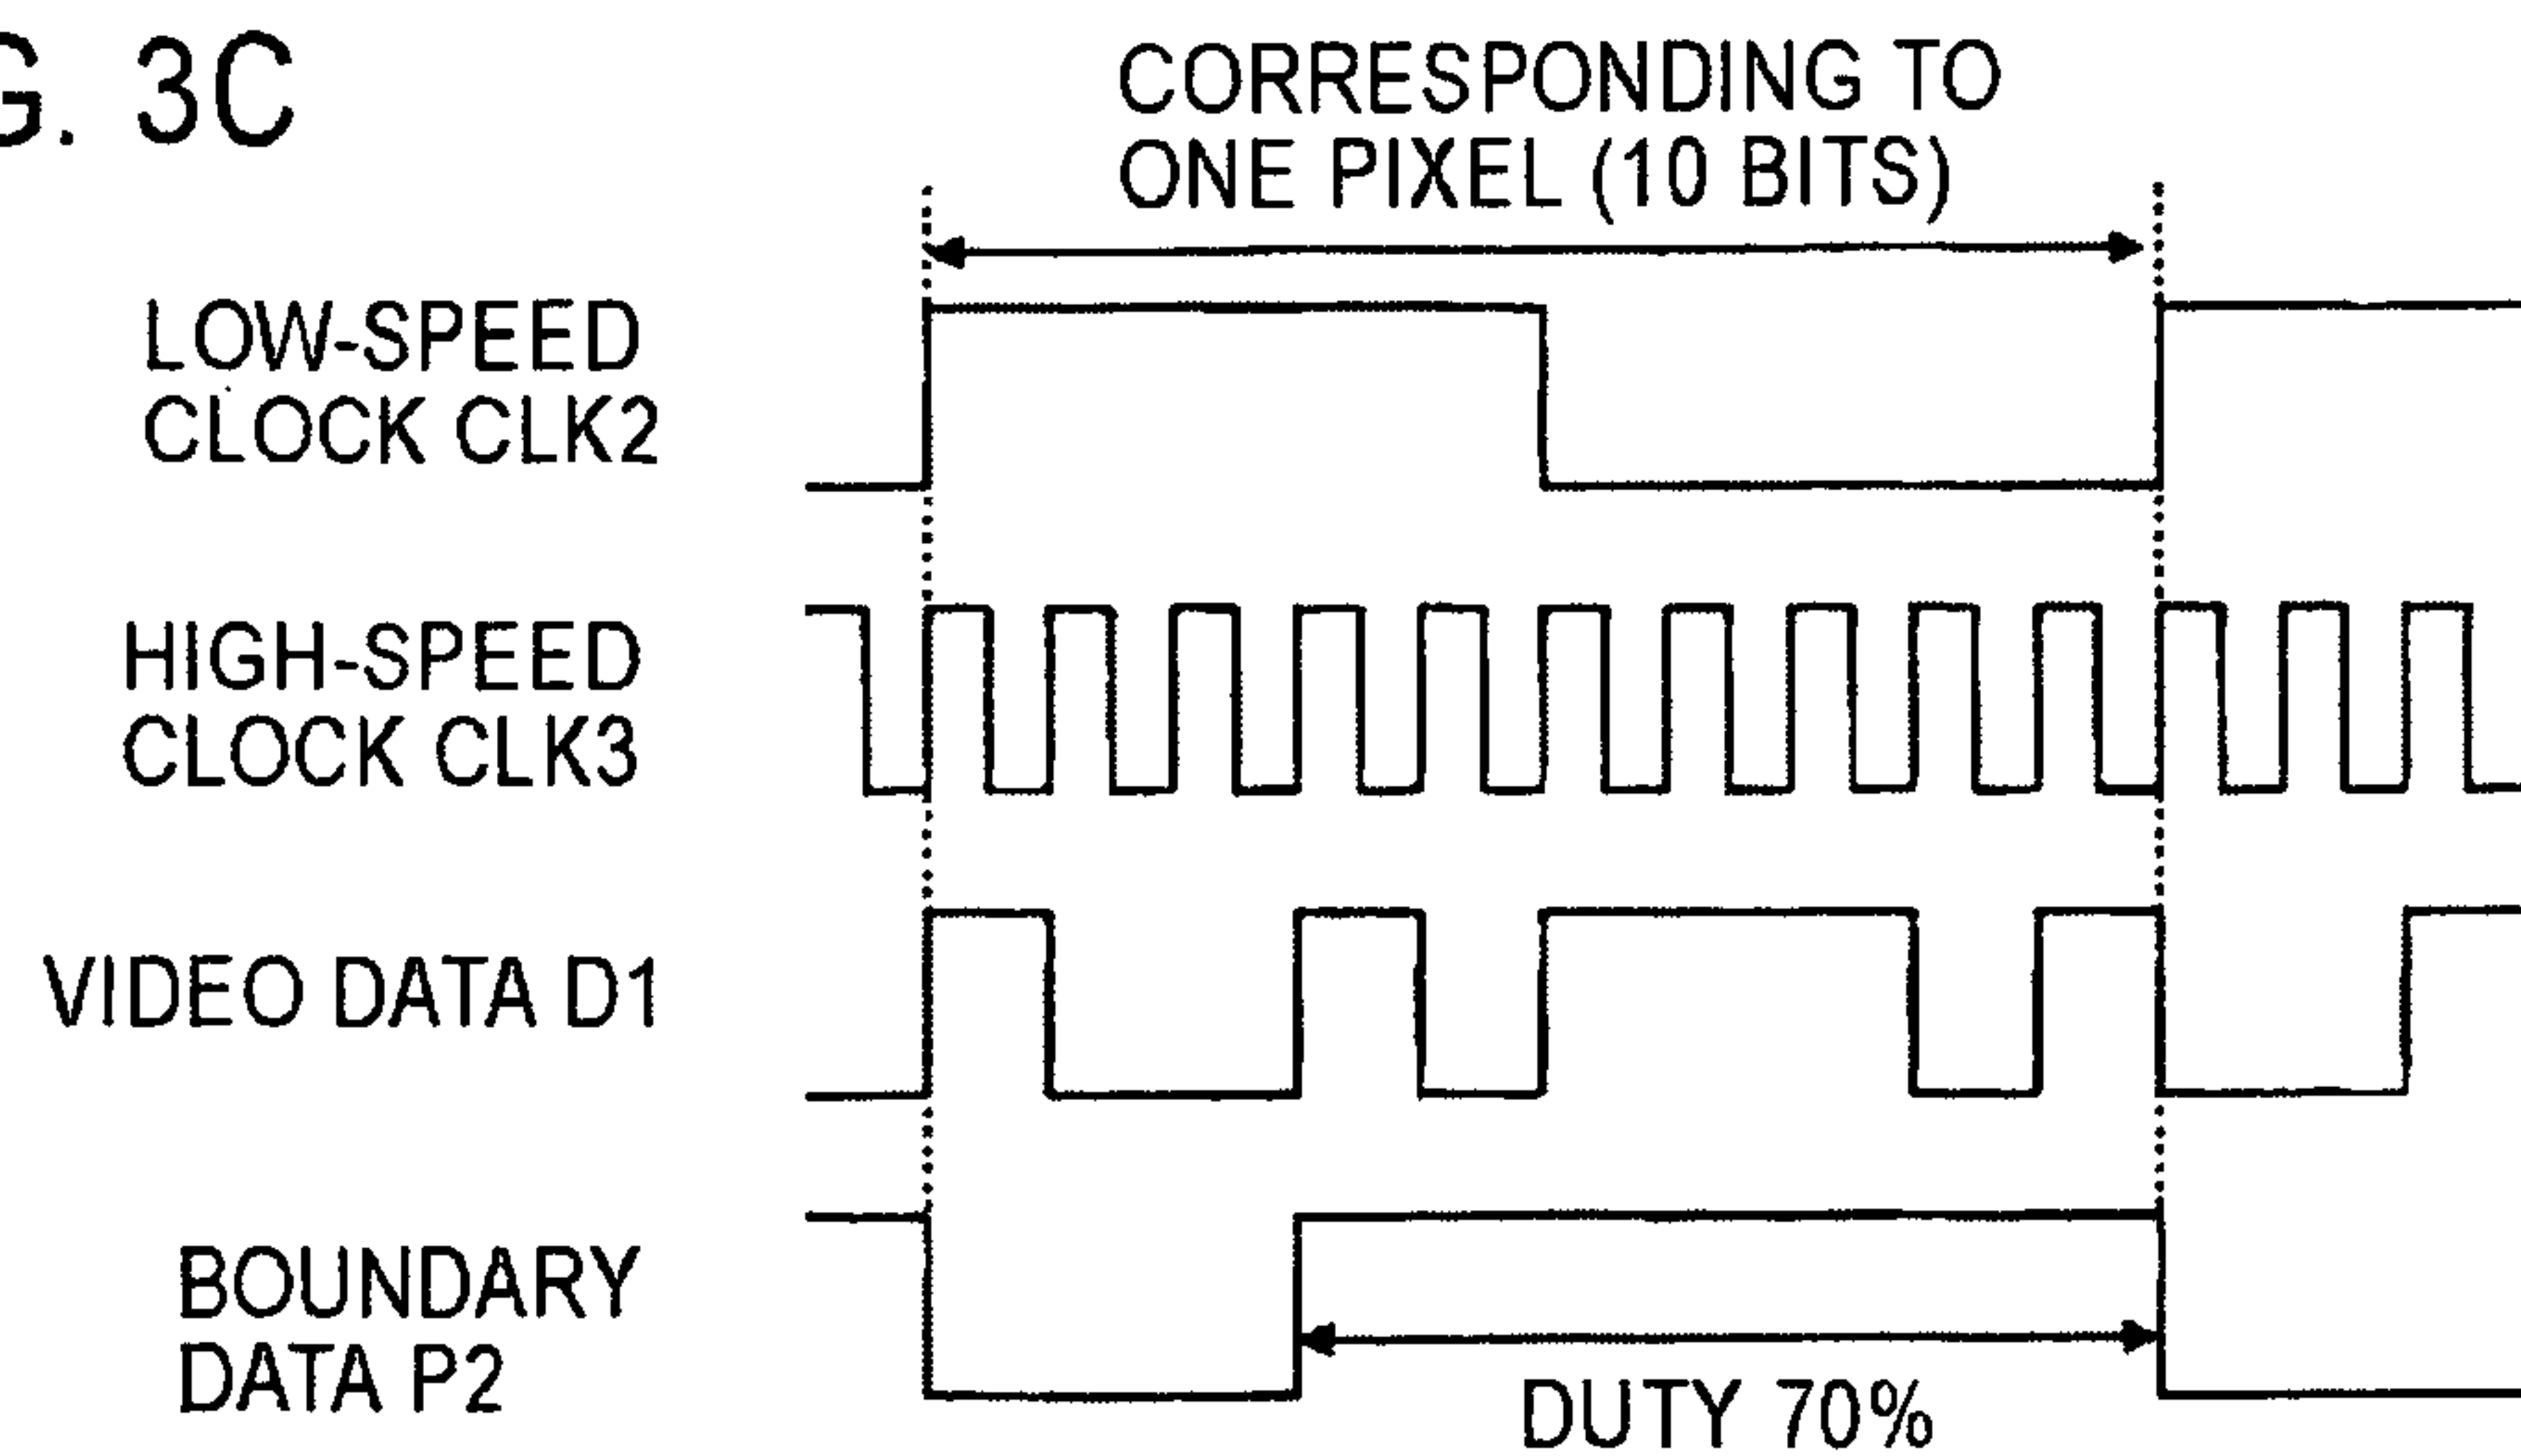 G. 3C
CORRESPONDING TO
ONE PIXEL (10 BITS)
LOW-SPEED
CLOCK CLK2
HIGH-SPEED
CLOCK CLK3
VIDEO DATA D1
BOUNDARY
DATA P2
DUTY 70%